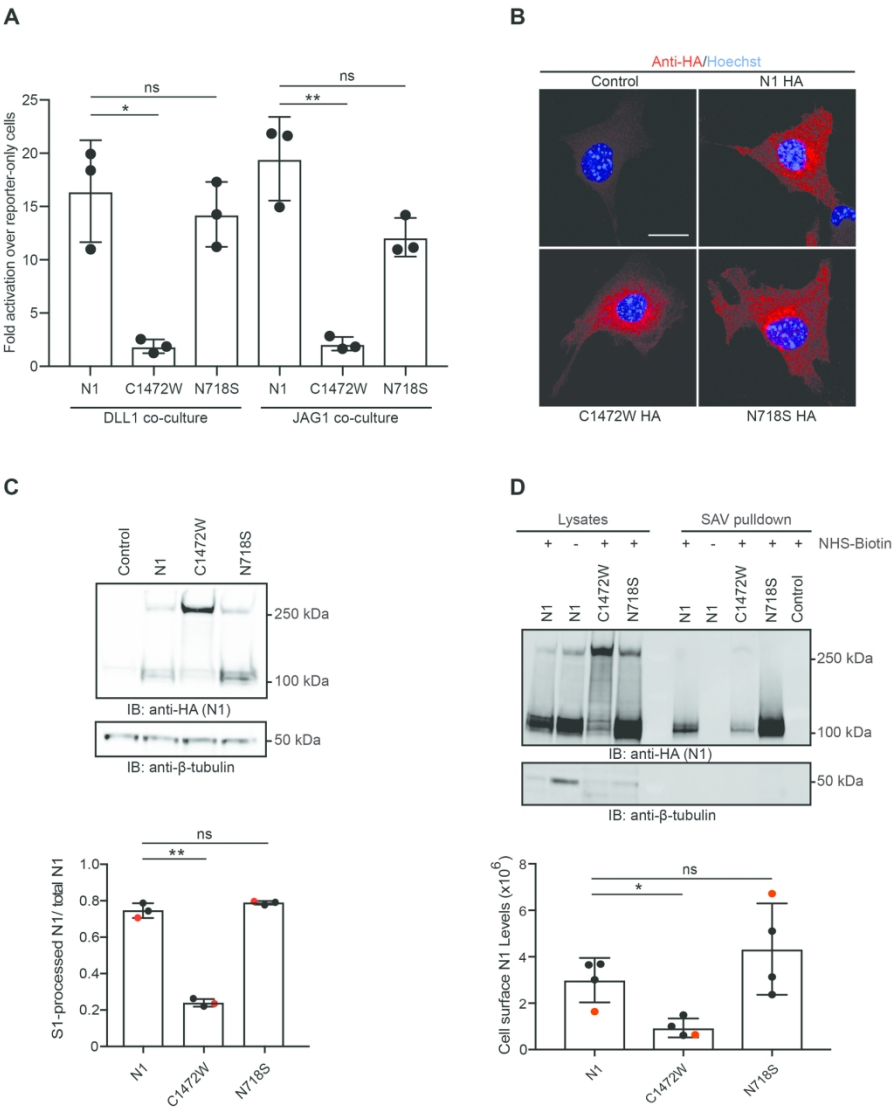 A
Fold activation over reporter-only cells
ns
ns
*
**
25
20
15
10
5
0
N1 C1472W N718S N1 C1472W N718S
DLL1 co-culture JAG1 co-culture
B
Anti-HA/Hoechst
Control N1 HA
C1472W HA N718S HA
C
Control N1 C1472W N718S
250 kDa
100 kDa
IB: anti-HA (N1)
50 kDa
IB: anti-β-tubulin
S1-processed N1/ total N1
ns
**
1.0
0.8
0.6
0.4
0.2
0
N1 C1472W N718S
D
Lysates SAV pulldown
+ - + + + - + + + NHS-Biotin
N1 N1 C1472W N718S N1 N1 C1472W N718S Control
250 kDa
100 kDa
IB: anti-HA (N1)
50 kDa
IB: anti-β-tubulin
Cell surface N1 Levels (x10⁶)
ns
*
8
6
4
2
0
N1 C1472W N718S